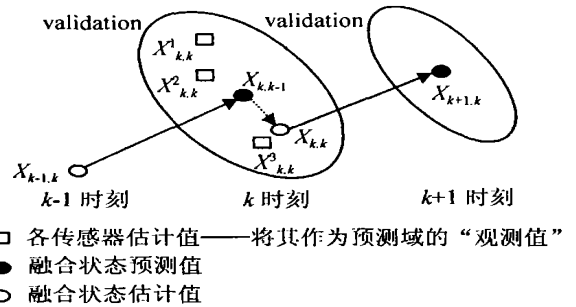 validation
validation
X¹k,k
X²k,k
Xk,k-1
Xk+1,k
Xk,k
X³k,k
Xk-1,k
k-1 时刻
k 时刻
k+1 时刻
各传感器估计值——将其作为预测域的“观测值”
融合状态预测值
融合状态估计值